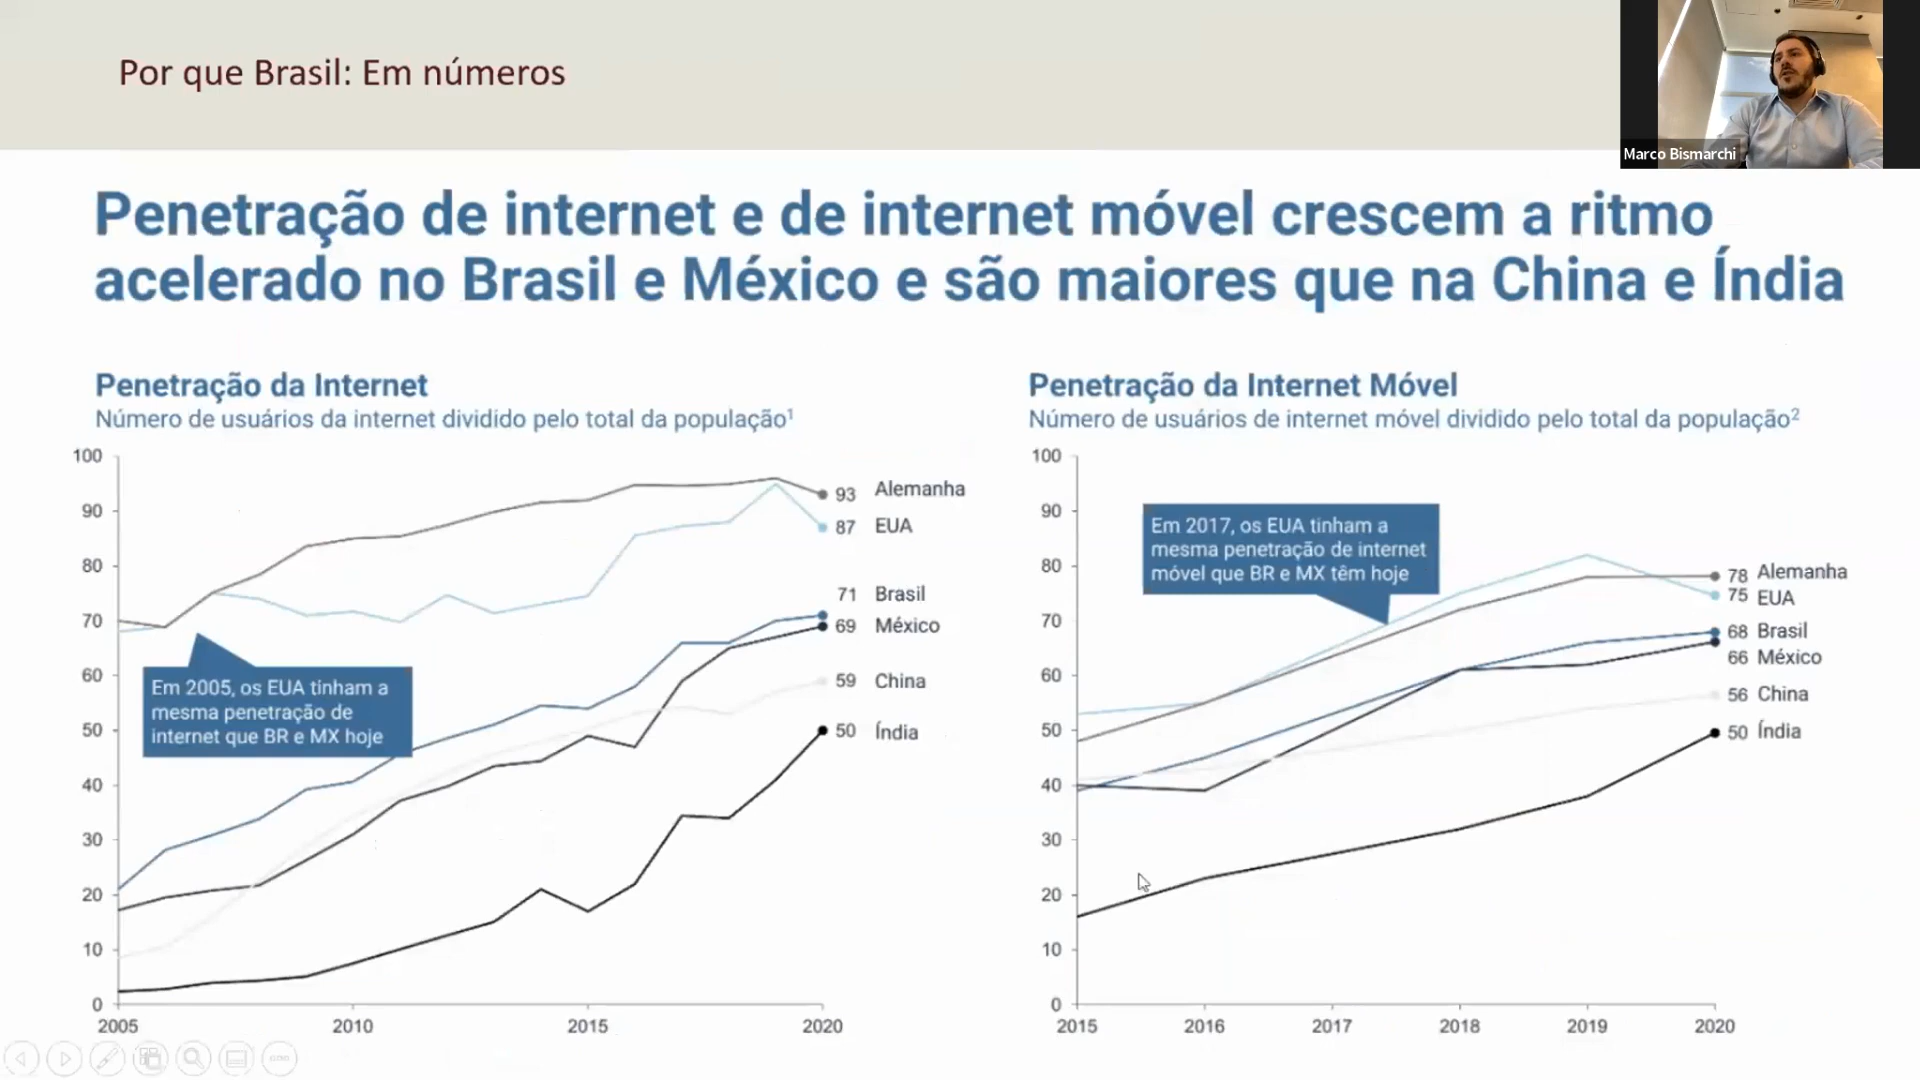 Por que Brasil: Em números
Marco Bismarchi
Penetração de internet e de internet móvel crescem a ritmo
acelerado no Brasil e México e são maiores que na China e Índia
Penetração da Internet
Número de usuários da internet dividido pelo total da população¹
100
90
80
70
60
50
40
30
20
10
0
2005
2010
2015
2020
93 Alemanha
87 EUA
71 Brasil
69 México
59 China
50 Índia
Em 2005, os EUA tinham a
mesma penetração de
internet que BR e MX hoje
Penetração da Internet Móvel
Número de usuários de internet móvel dividido pelo total da população²
100
90
80
70
60
50
40
30
20
10
0
2015
2016
2017
2018
2019
2020
78 Alemanha
75 EUA
68 Brasil
66 México
56 China
50 Índia
Em 2017, os EUA tinham a
mesma penetração de internet
móvel que BR e MX têm hoje